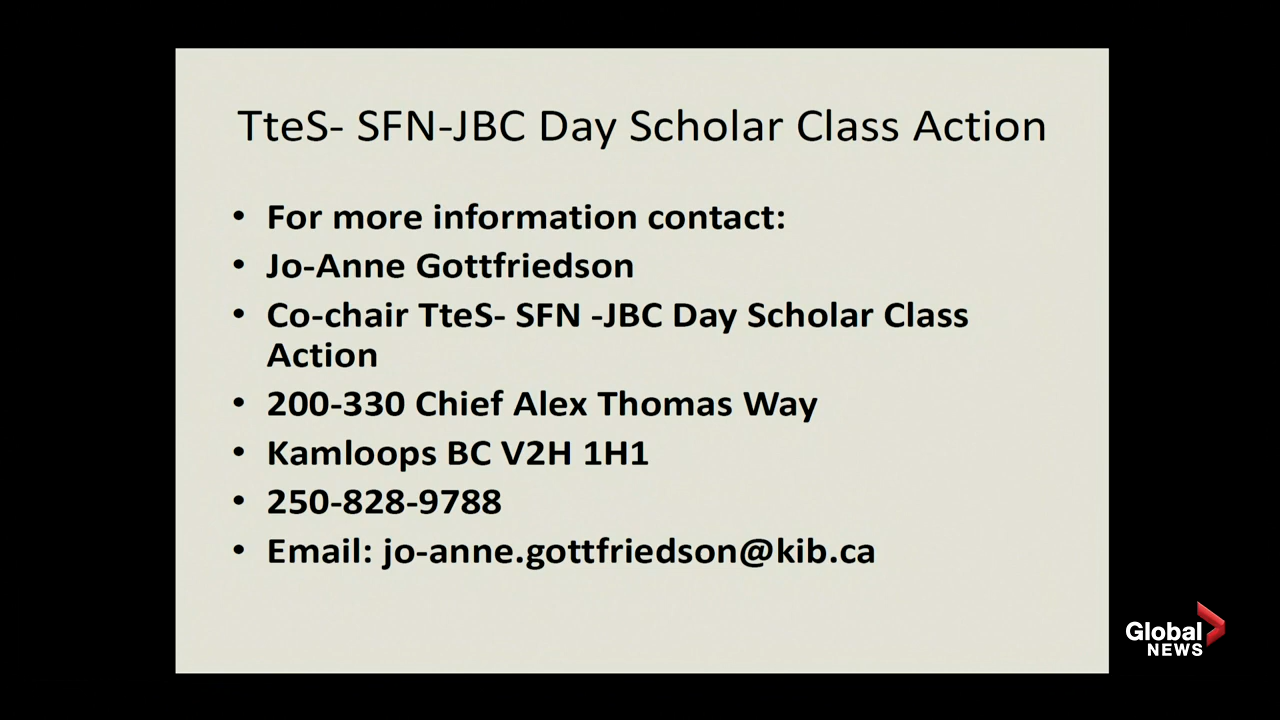 TteS- SFN-JBC Day Scholar Class Action
• For more information contact:
• Jo-Anne Gottfriedson
• Co-chair TteS- SFN -JBC Day Scholar Class
Action
• 200-330 Chief Alex Thomas Way
• Kamloops BC V2H 1H1
• 250-828-9788
• Email: jo-anne.gottfriedson@kib.ca
Global
NEWS